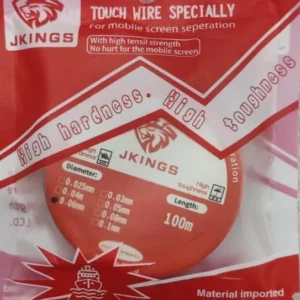 TOUCH WIRE SPECIALLY
For mobile screen seperation
With high tensil strength
No hurt for the mobile screen
JKINGS
High hardness. High toughness
JKINGS
High
toughness
Diameter:
0.025mm
0.03mm
0.04m
0.05mm
0.06mm
0.08mm
0.1mm
Length:
100m
LCD.
Material imported